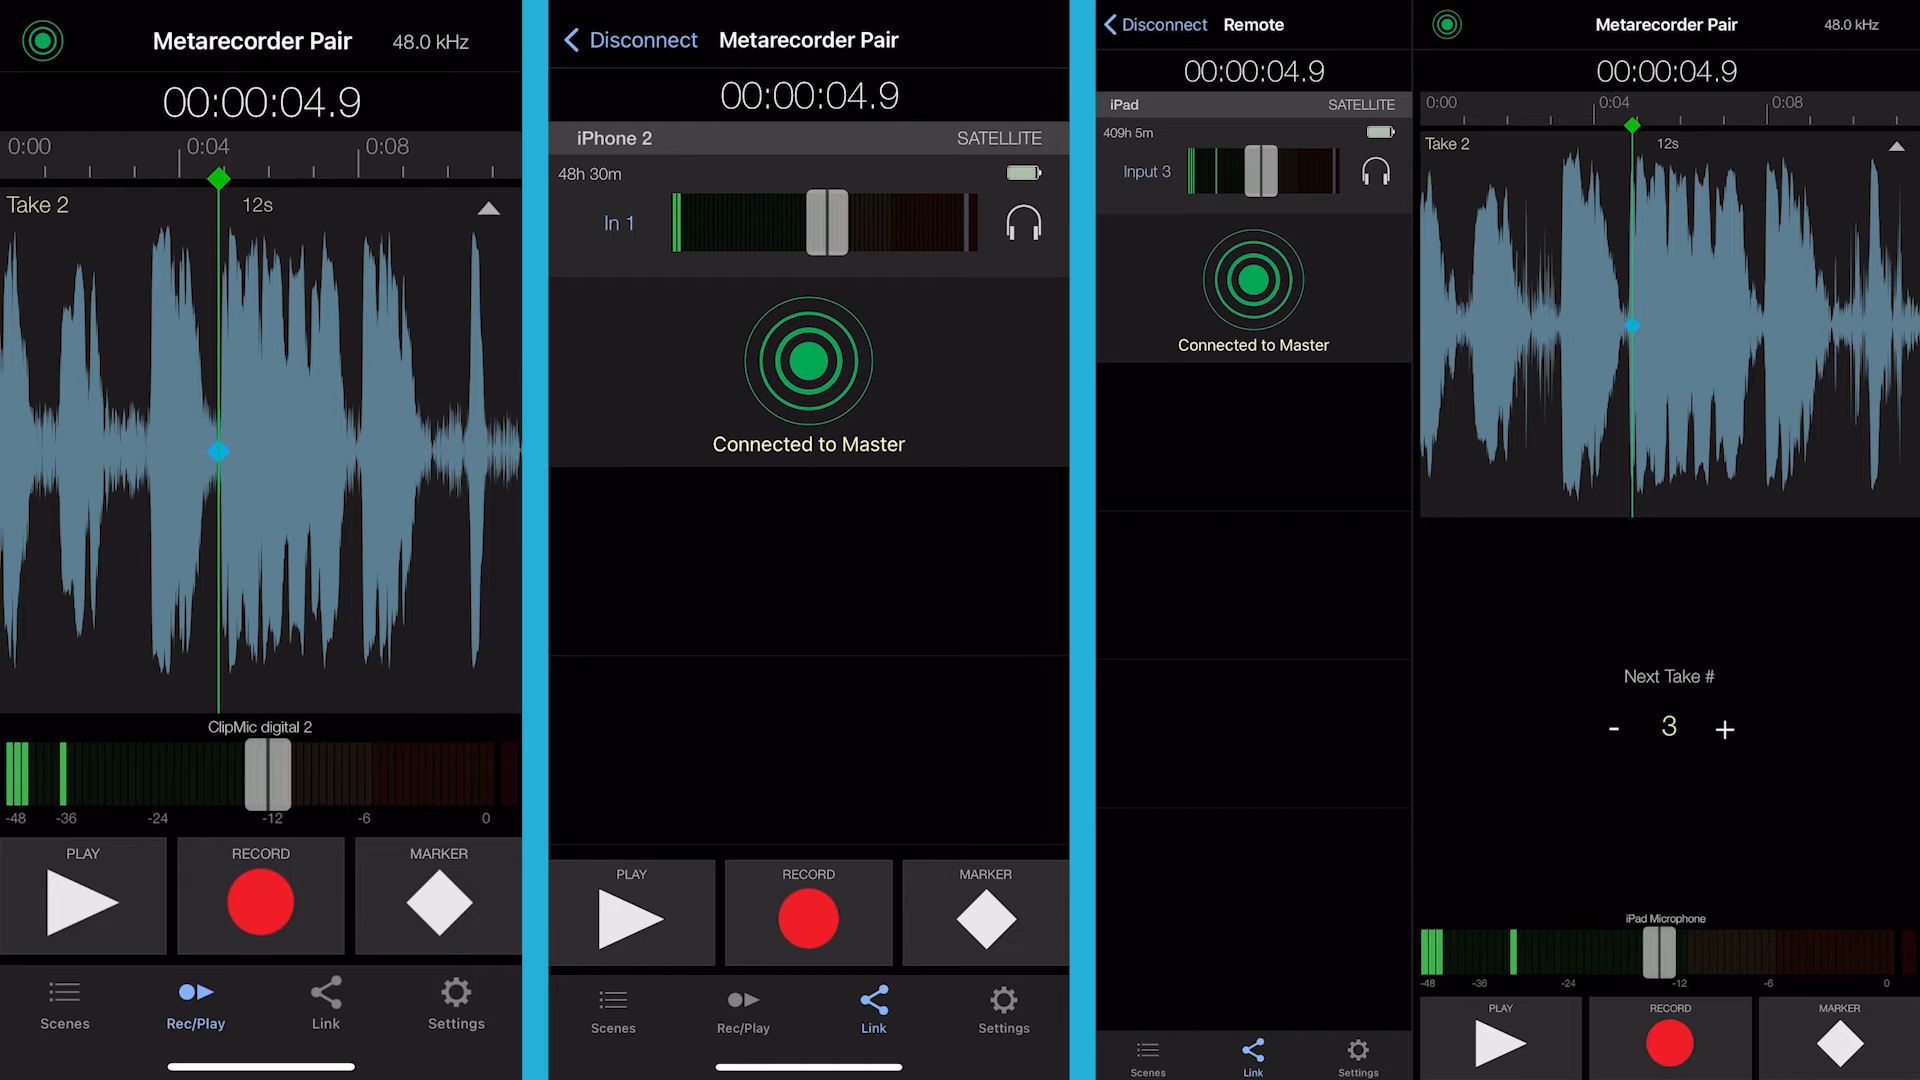 Metarecorder Pair 48.0 kHz
00:00:04.9
0:00 0:04 0:08
Take 2 12s
ClipMic digital 2
-48 -36 -24 -12 -6 0
PLAY RECORD MARKER
Scenes Rec/Play Link Settings
Disconnect Metarecorder Pair
00:00:04.9
iPhone 2 SATELLITE
48h 30m
In 1
Connected to Master
PLAY RECORD MARKER
Scenes Rec/Play Link Settings
Disconnect Remote
00:00:04.9
iPad SATELLITE
409h 5m
Input 3
Connected to Master
Scenes Link Settings
Metarecorder Pair 48.0 kHz
00:00:04.9
0:00 0:04 0:08
Take 2 12s
Next Take #
- 3 +
iPad Microphone
-48 -36 -24 -12 -6 0
PLAY RECORD MARKER